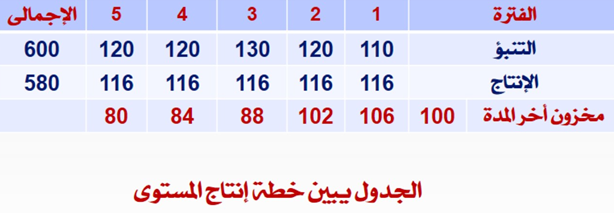 الفترة 1 2 3 4 5 الإجمالى
التنبؤ 110 120 130 120 120 600
الإنتاج 116 116 116 116 116 580
مخزون أخر المدة 100 106 102 88 84 80
الجدول يبين خطة إنتاج المستوى